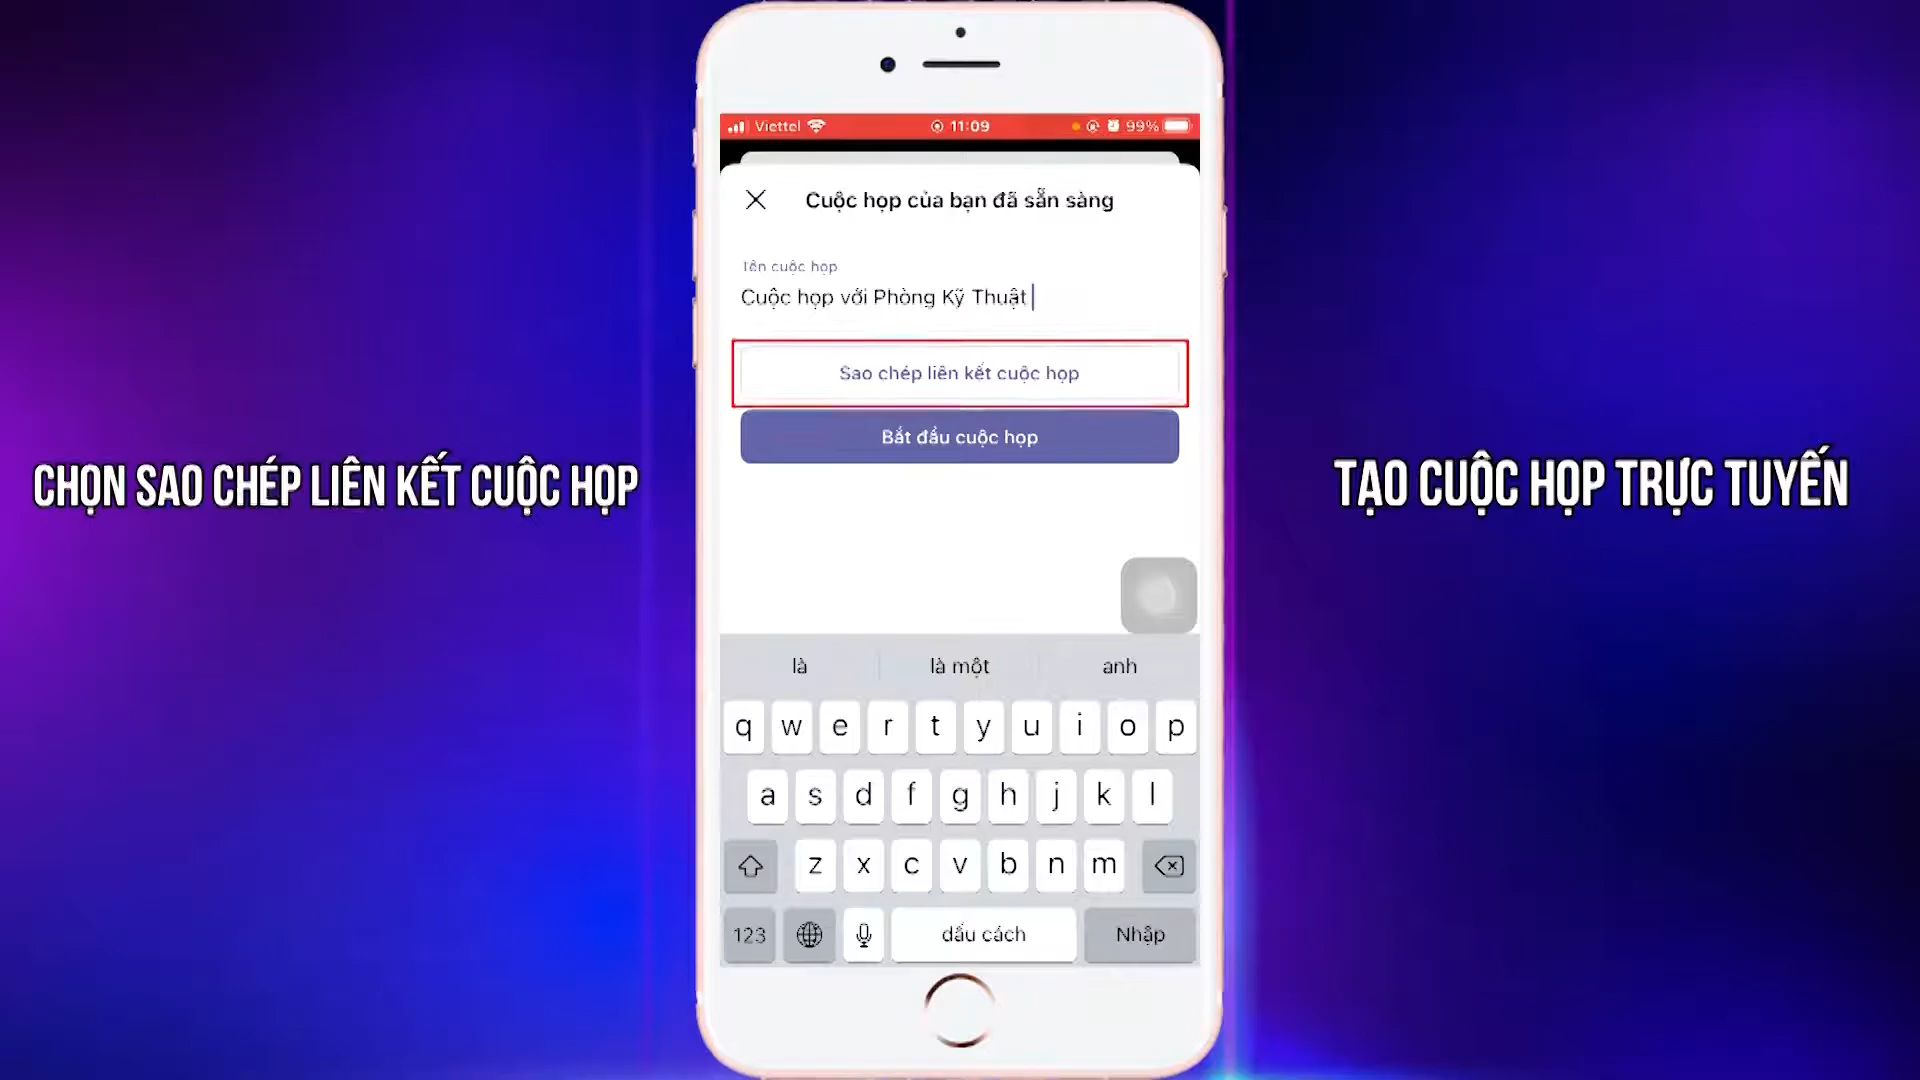 Viettel 11:09 99%
Cuộc họp của bạn đã sẵn sàng
Tên cuộc họp
Cuộc họp với Phòng Kỹ Thuật
Sao chép liên kết cuộc họp
Bắt đầu cuộc họp
CHỌN SAO CHÉP LIÊN KẾT CUỘC HỌP
TẠO CUỘC HỌP TRỰC TUYẾN
là là một anh
q w e r t y u i o p
a s d f g h j k l
z x c v b n m
123 dấu cách Nhập